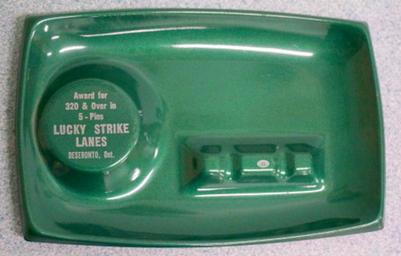 Award for
320 & Over in
5 - Pins
LUCKY STRIKE
LANES
DESERONTO, Ont.